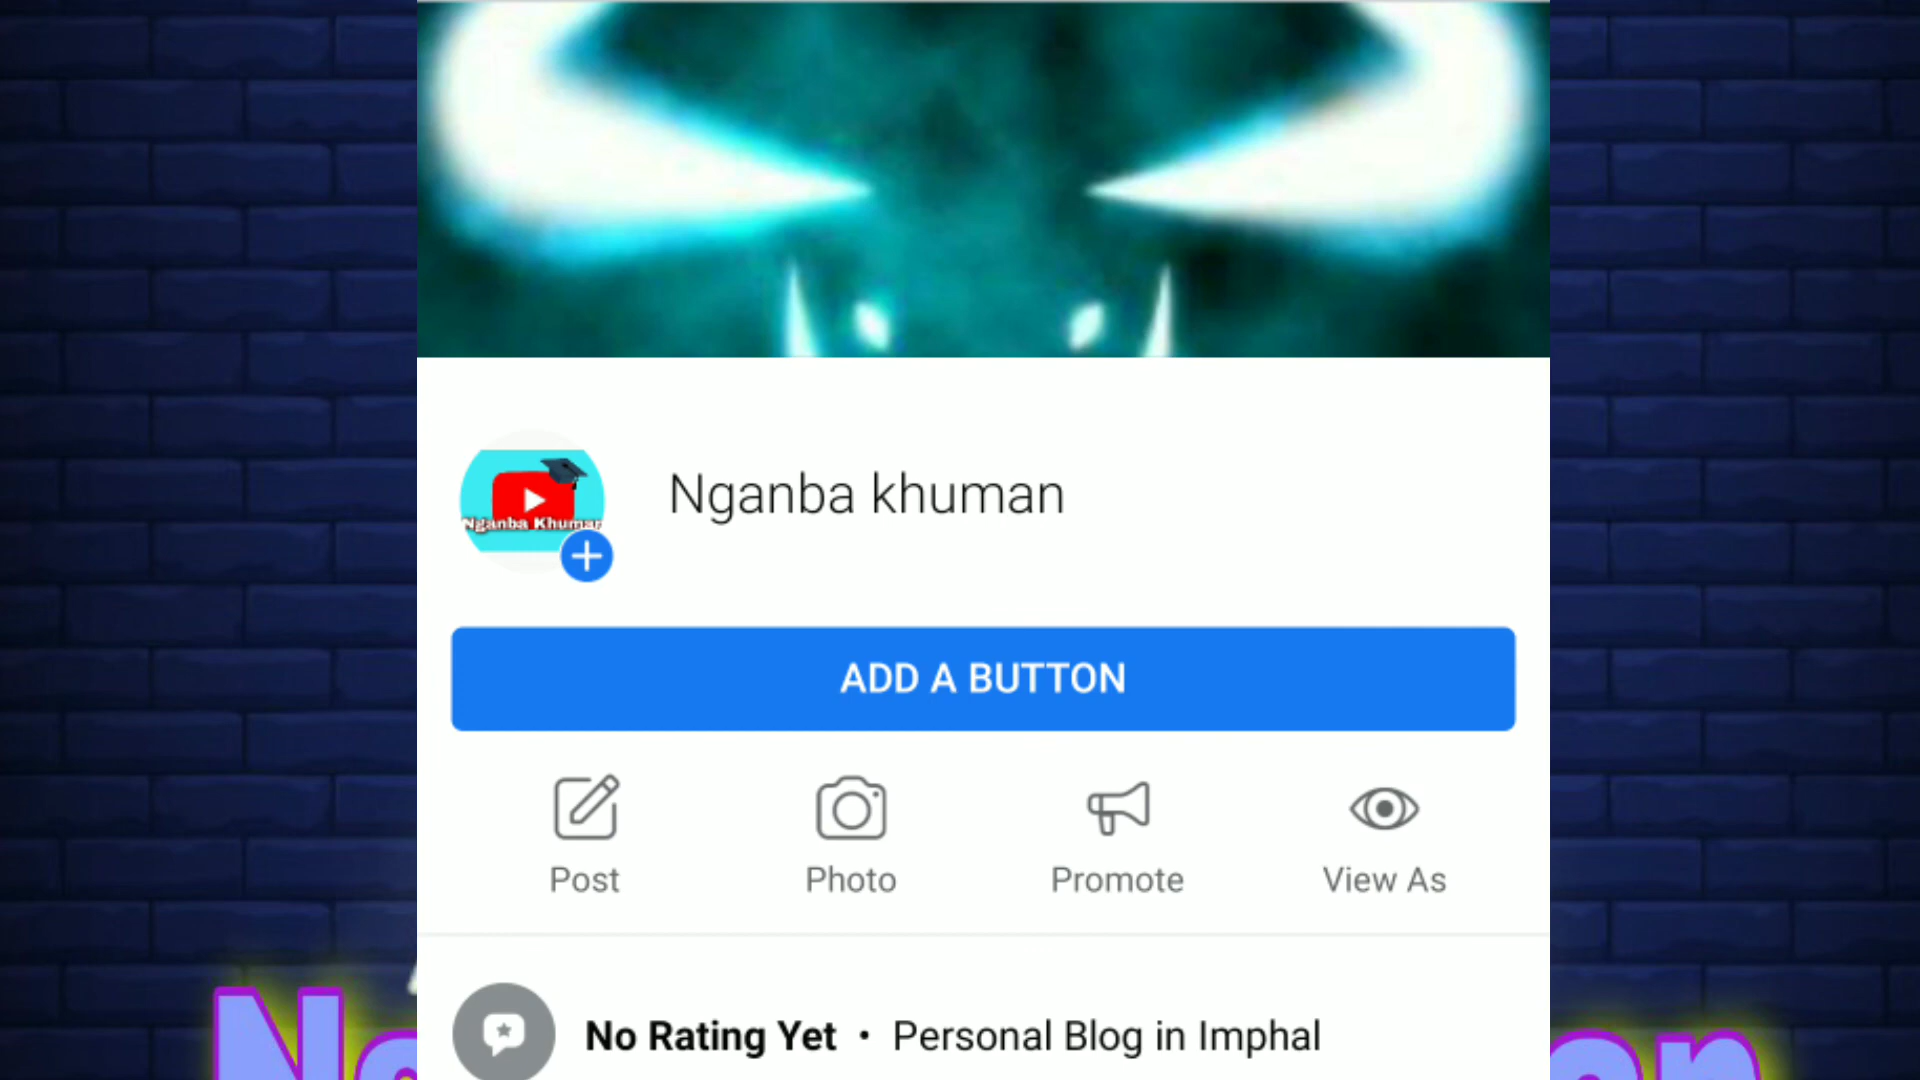 Nganba khuman
Nganba Khuman
ADD A BUTTON
Post
Photo
Promote
View As
No Rating Yet • Personal Blog in Imphal